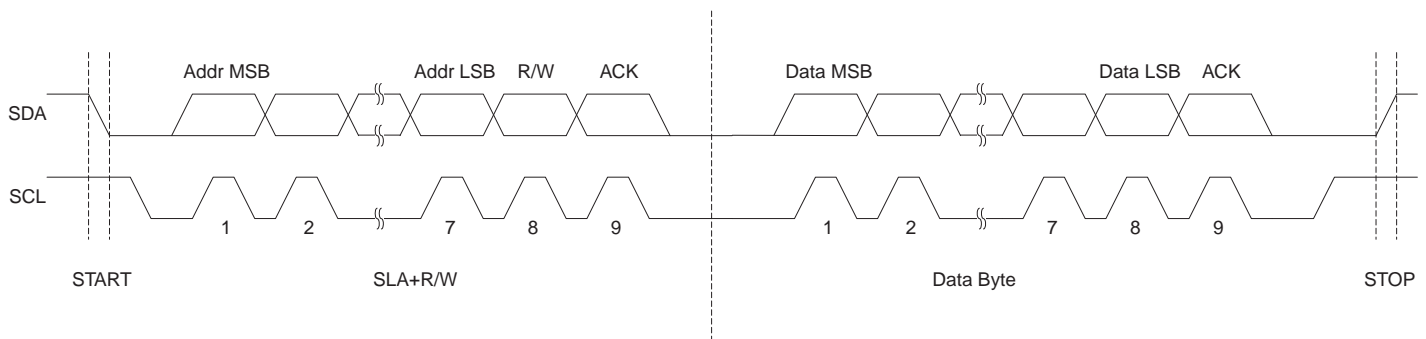 Addr MSB Addr LSB R/W ACK Data MSB Data LSB ACK
SDA
SCL
1 2 7 8 9 1 2 7 8 9
START SLA+R/W Data Byte STOP